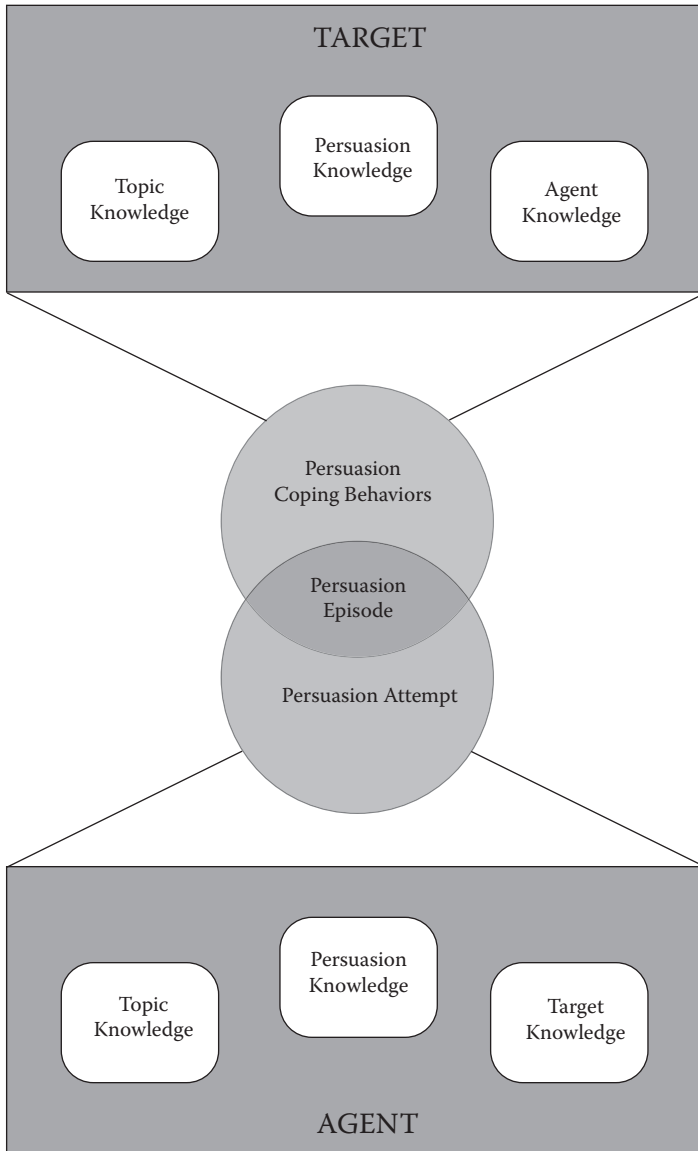 TARGET
Persuasion
Knowledge
Topic
Knowledge
Agent
Knowledge
Persuasion
Coping Behaviors
Persuasion
Episode
Persuasion Attempt
Persuasion
Knowledge
Topic
Knowledge
Target
Knowledge
AGENT